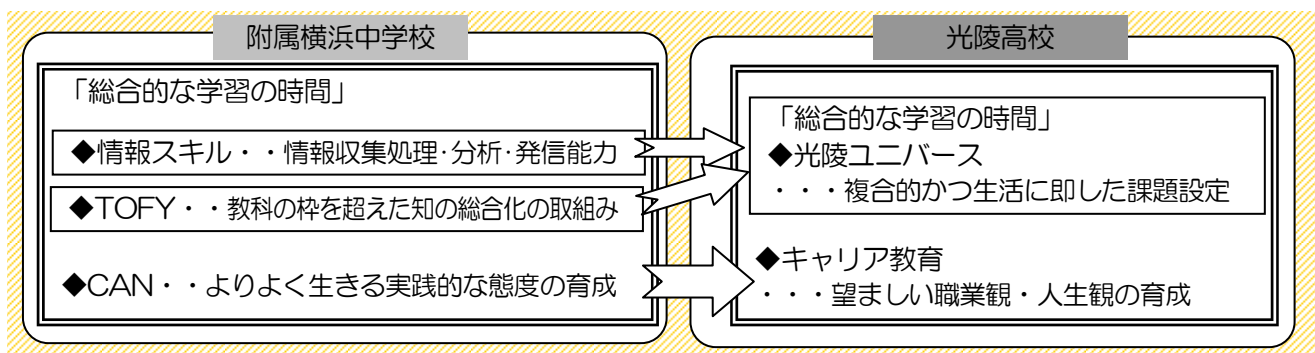 附属横浜中学校
「総合的な学習の時間」
◆情報スキル・・情報収集処理・分析・発信能力
◆TOFY・・教科の枠を超えた知の総合化の取組み
◆CAN・・よりよく生きる実践的な態度の育成
光陵高校
「総合的な学習の時間」
◆光陵ユニバース
・・・複合的かつ生活に即した課題設定
◆キャリア教育
・・・望ましい職業観・人生観の育成